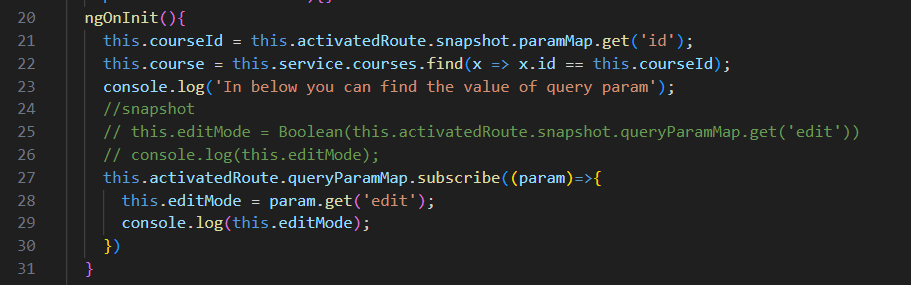 20 ngOnInit(){
21 this.courseId = this.activatedRoute.snapshot.paramMap.get('id');
22 this.course = this.service.courses.find(x => x.id == this.courseId);
23 console.log('In below you can find the value of query param');
24 //snapshot
25 // this.editMode = Boolean(this.activatedRoute.snapshot.queryParamMap.get('edit'))
26 // console.log(this.editMode);
27 this.activatedRoute.queryParamMap.subscribe((param)=>{
28 this.editMode = param.get('edit');
29 console.log(this.editMode);
30 })
31 }